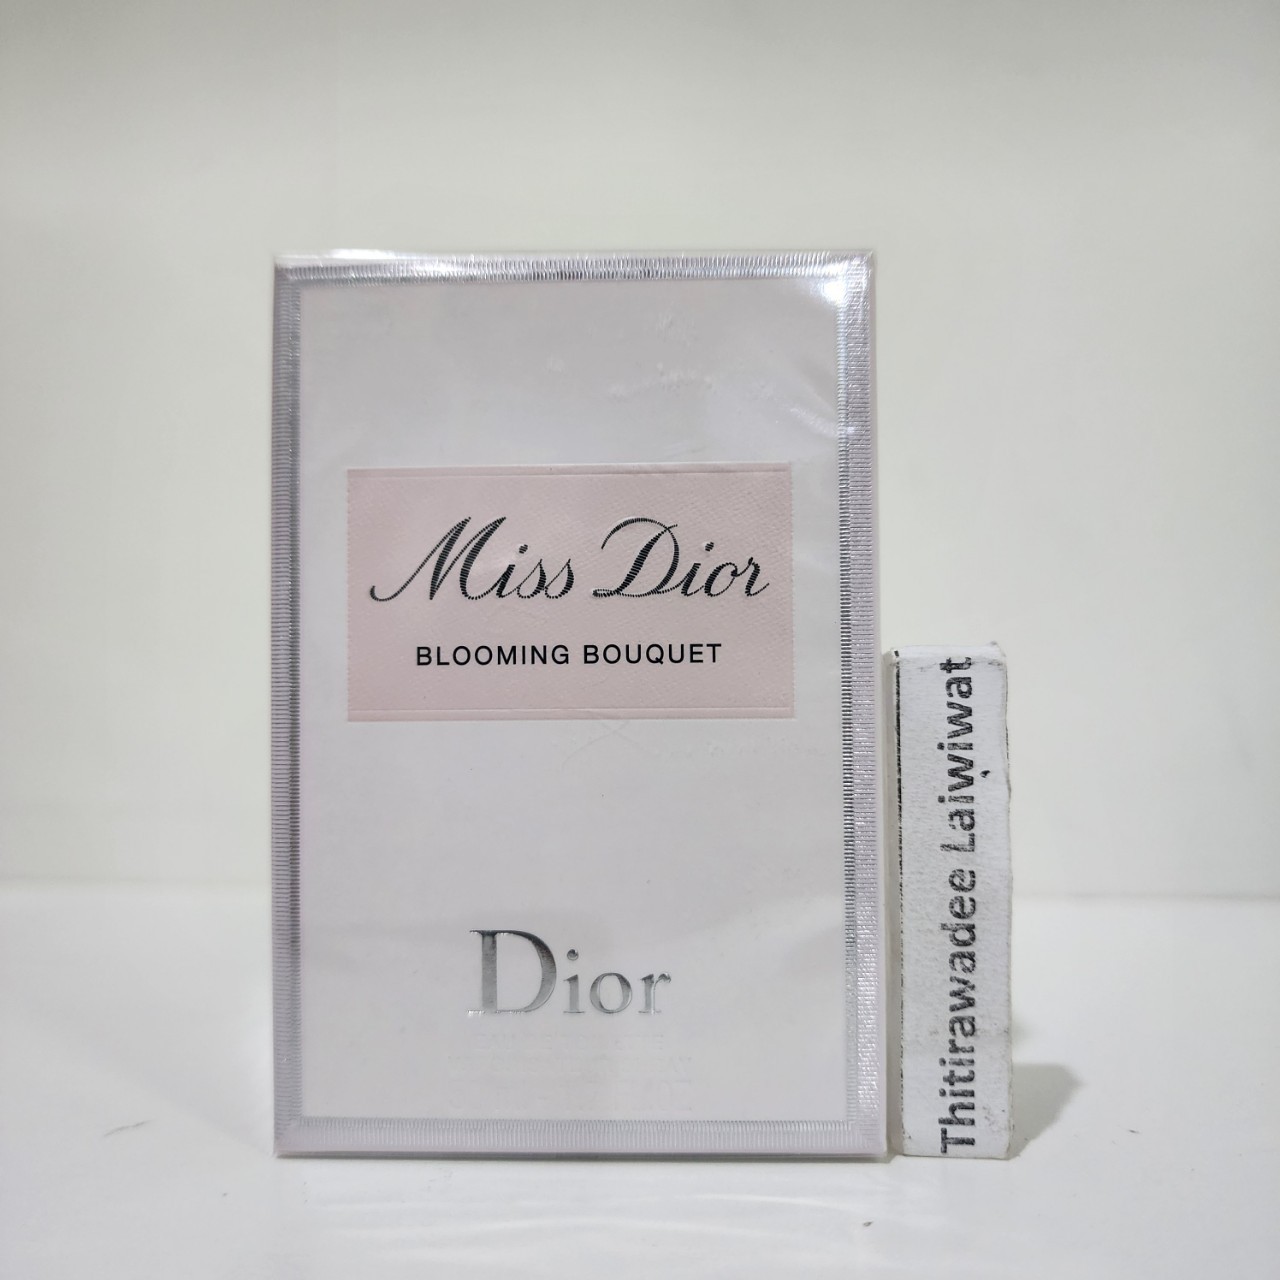 Miss Dior
BLOOMING BOUQUET
Dior
Thitirawadee Laiwiwat